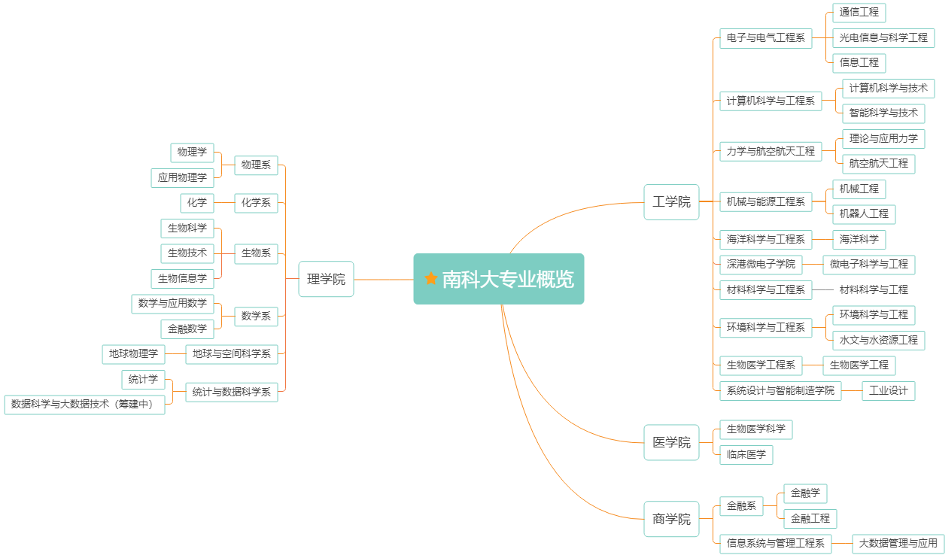 南科大专业概览
理学院
物理系
物理学
应用物理学
化学系
化学
生物系
生物科学
生物技术
生物信息学
数学系
数学与应用数学
金融数学
地球与空间科学系
地球物理学
统计与数据科学系
统计学
数据科学与大数据技术（筹建中）
工学院
电子与电气工程系
通信工程
光电信息与科学工程
信息工程
计算机科学与工程系
计算机科学与技术
智能科学与技术
力学与航空航天工程
理论与应用力学
航空航天工程
机械与能源工程系
机械工程
机器人工程
海洋科学与工程系
海洋科学
深港微电子学院
微电子科学与工程
材料科学与工程系
材料科学与工程
环境科学与工程系
环境科学与工程
水文与水资源工程
生物医学工程系
生物医学工程
系统设计与智能制造学院
工业设计
医学院
生物医学科学
临床医学
商学院
金融系
金融学
金融工程
信息系统与管理工程系
大数据管理与应用